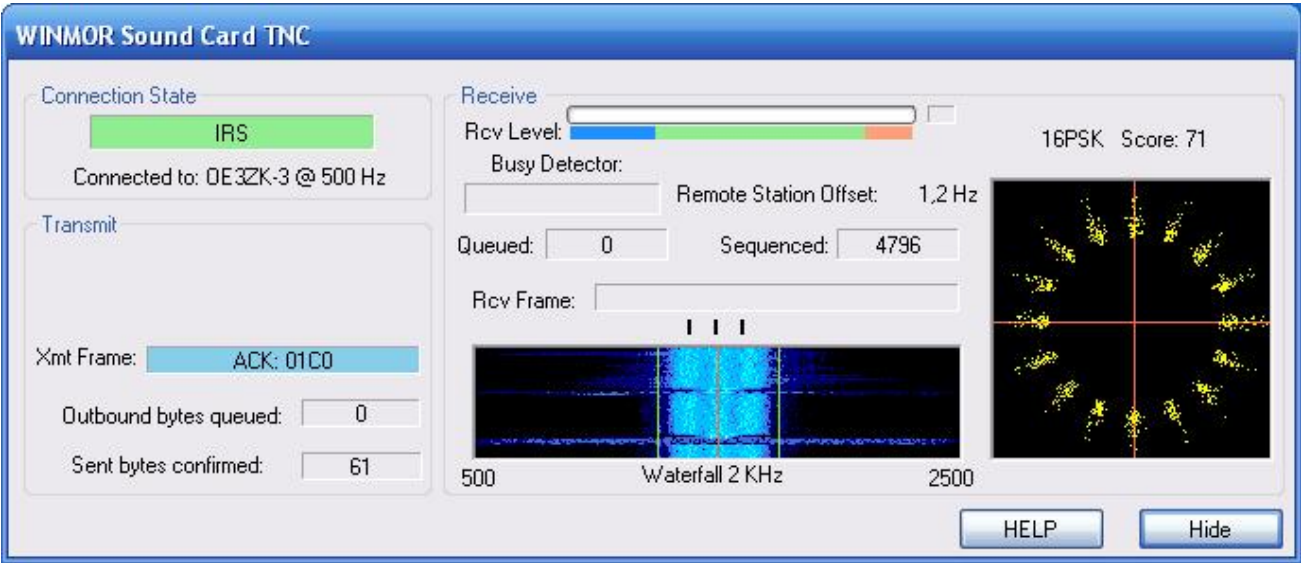 WINMOR Sound Card TNC
Connection State
IRS
Connected to: OE3ZK-3 @ 500 Hz
Transmit
Xmt Frame: ACK: 01C0
Outbound bytes queued: 0
Sent bytes confirmed: 61
Receive
Rcv Level:
Busy Detector:
Remote Station Offset: 1,2 Hz
Queued: 0 Sequenced: 4796
Rcv Frame:
500 Waterfall 2 KHz 2500
16PSK Score: 71
HELP Hide